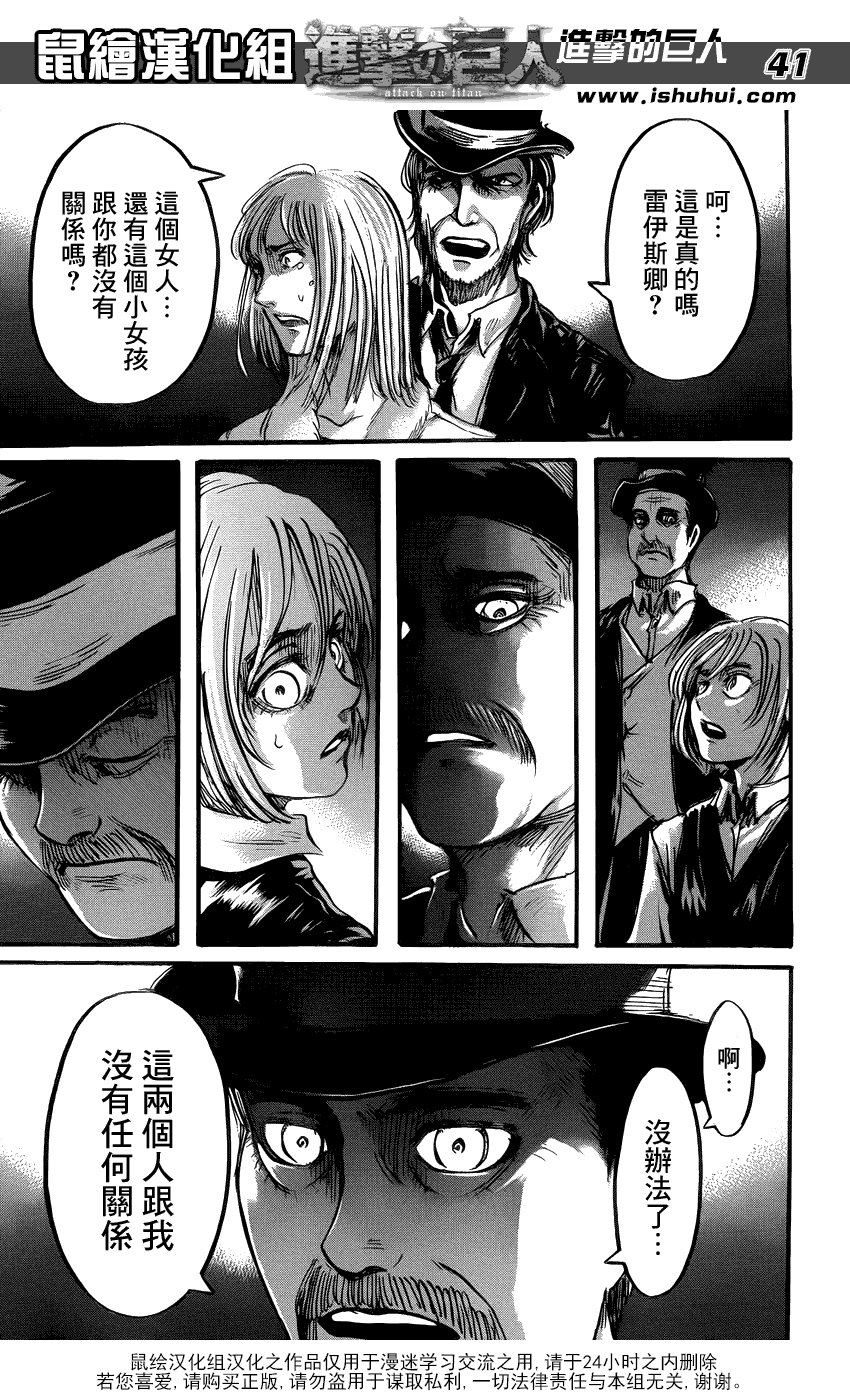 鼠繪漢化組
進撃の巨人
attack on titan
進擊的巨人
41
www.ishuhui.com
呵…
這是真的嗎
雷伊斯卿?
這個女人…
還有這個小女孩
跟你都沒有
關係嗎?
啊…
沒辦法了…
這兩個人跟我
沒有任何關係
鼠绘汉化组汉化之作品仅用于漫迷学习交流之用, 请于24小时之内删除
若您喜爱, 请购买正版, 请勿用于谋取私利, 一切法律责任与本组无关, 谢谢.